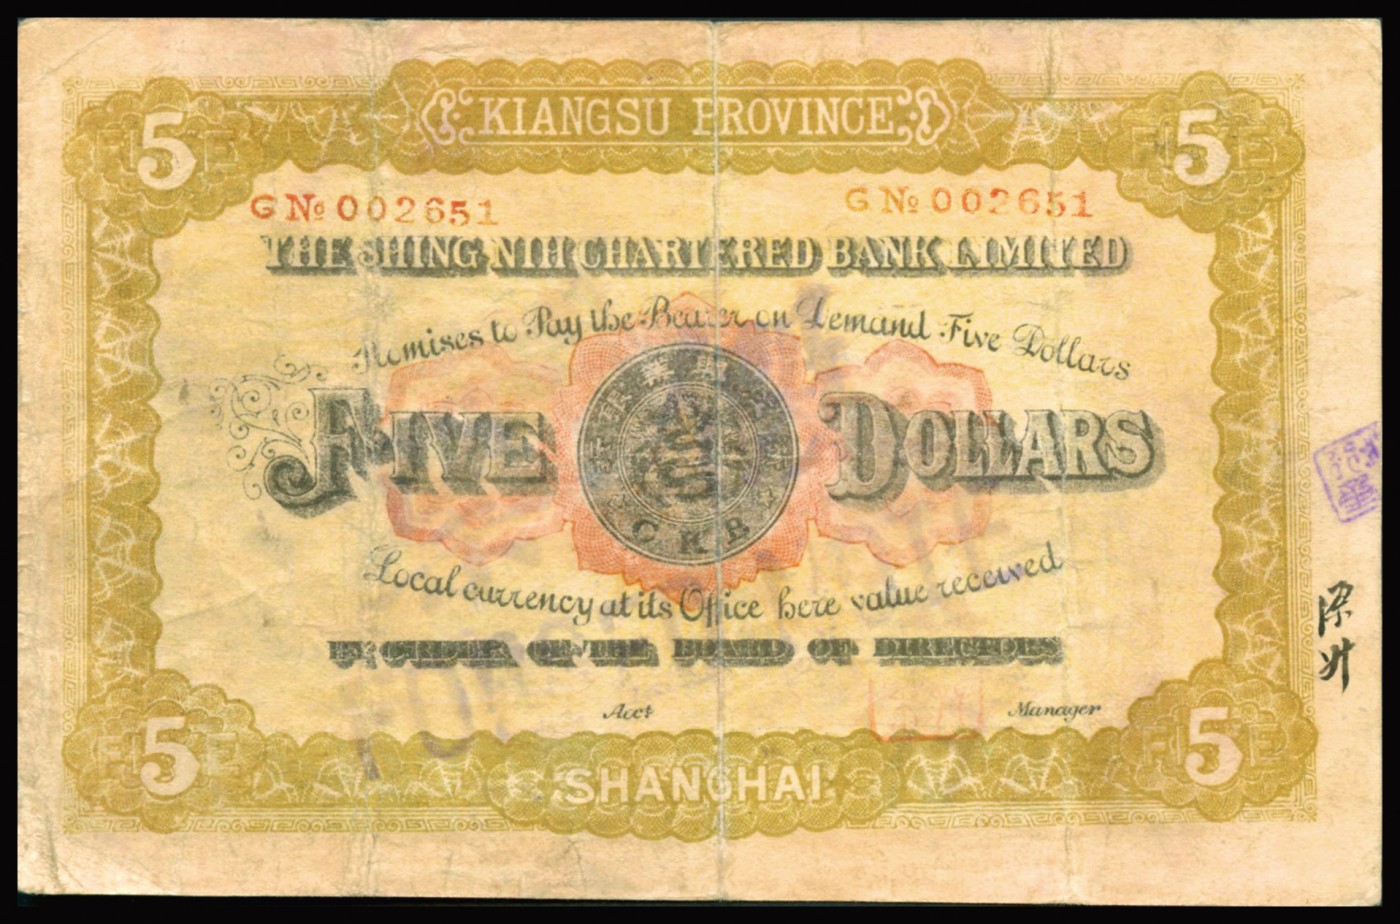 KIANGSU PROVINCE
5 5
G No 002651 G No 002651
THE SHING NIH CHARTERED BANK LIMITED
Promises to Pay the Bearer on Demand Five Dollars
FIVE DOLLARS
C K B
Local currency at its Office here value received
BY ORDER OF THE BOARD OF DIRECTORS
Acct Manager
5 5
SHANGHAI